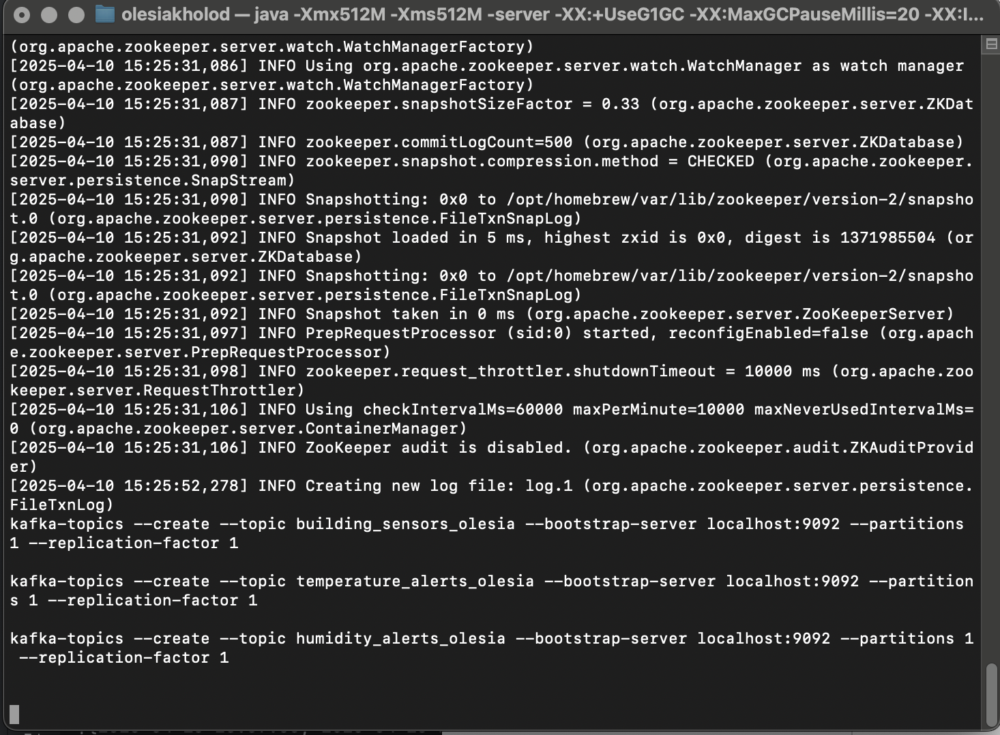 olesiakholod — java -Xmx512M -Xms512M -server -XX:+UseG1GC -XX:MaxGCPauseMillis=20 -XX:I...
(org.apache.zookeeper.server.watch.WatchManagerFactory)
[2025-04-10 15:25:31,086] INFO Using org.apache.zookeeper.server.watch.WatchManager as watch manager
(org.apache.zookeeper.server.watch.WatchManagerFactory)
[2025-04-10 15:25:31,087] INFO zookeeper.snapshotSizeFactor = 0.33 (org.apache.zookeeper.server.ZKDat
abase)
[2025-04-10 15:25:31,087] INFO zookeeper.commitLogCount=500 (org.apache.zookeeper.server.ZKDatabase)
[2025-04-10 15:25:31,090] INFO zookeeper.snapshot.compression.method = CHECKED (org.apache.zookeeper.
server.persistence.SnapStream)
[2025-04-10 15:25:31,090] INFO Snapshotting: 0x0 to /opt/homebrew/var/lib/zookeeper/version-2/snapsho
t.0 (org.apache.zookeeper.server.persistence.FileTxnSnapLog)
[2025-04-10 15:25:31,092] INFO Snapshot loaded in 5 ms, highest zxid is 0x0, digest is 1371985504 (or
g.apache.zookeeper.server.ZKDatabase)
[2025-04-10 15:25:31,092] INFO Snapshotting: 0x0 to /opt/homebrew/var/lib/zookeeper/version-2/snapsho
t.0 (org.apache.zookeeper.server.persistence.FileTxnSnapLog)
[2025-04-10 15:25:31,092] INFO Snapshot taken in 0 ms (org.apache.zookeeper.server.ZooKeeperServer)
[2025-04-10 15:25:31,097] INFO PrepRequestProcessor (sid:0) started, reconfigEnabled=false (org.apach
e.zookeeper.server.PrepRequestProcessor)
[2025-04-10 15:25:31,098] INFO zookeeper.request_throttler.shutdownTimeout = 10000 ms (org.apache.zoo
keeper.server.RequestThrottler)
[2025-04-10 15:25:31,106] INFO Using checkIntervalMs=60000 maxPerMinute=10000 maxNeverUsedIntervalMs=
0 (org.apache.zookeeper.server.ContainerManager)
[2025-04-10 15:25:31,106] INFO ZooKeeper audit is disabled. (org.apache.zookeeper.audit.ZKAuditProvid
er)
[2025-04-10 15:25:52,278] INFO Creating new log file: log.1 (org.apache.zookeeper.server.persistence.
FileTxnLog)
kafka-topics --create --topic building_sensors_olesia --bootstrap-server localhost:9092 --partitions
1 --replication-factor 1
kafka-topics --create --topic temperature_alerts_olesia --bootstrap-server localhost:9092 --partition
s 1 --replication-factor 1
kafka-topics --create --topic humidity_alerts_olesia --bootstrap-server localhost:9092 --partitions 1
--replication-factor 1